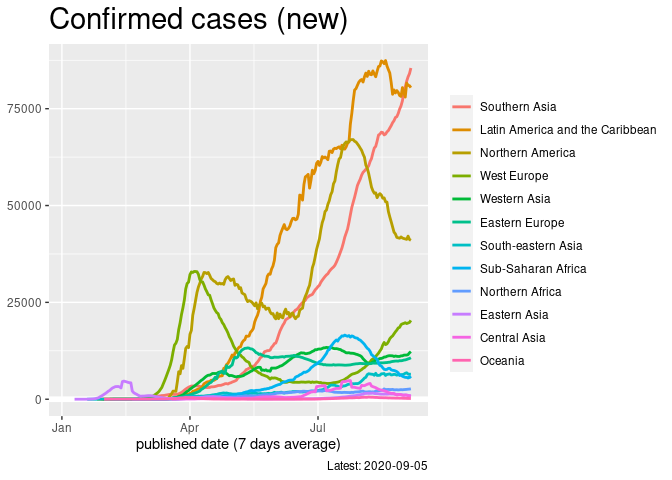 Confirmed cases (new)
75000
50000
25000
0
Jan
Apr
Jul
published date (7 days average)
Latest: 2020-09-05
Southern Asia
Latin America and the Caribbean
Northern America
West Europe
Western Asia
Eastern Europe
South-eastern Asia
Sub-Saharan Africa
Northern Africa
Eastern Asia
Central Asia
Oceania